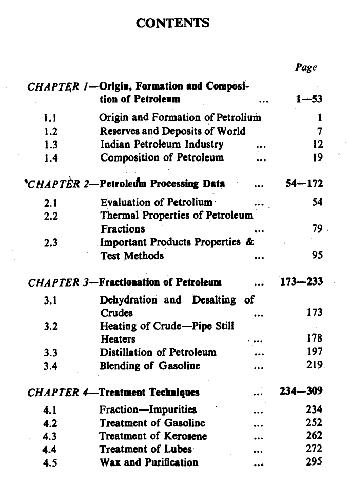 CONTENTS
Page
CHAPTER 1—Origin, Formation and Composi-
tion of Petroleum ... 1—53
1.1 Origin and Formation of Petrolium 1
1.2 Reserves and Deposits of World 7
1.3 Indian Petroleum Industry ... 12
1.4 Composition of Petroleum ... 19
CHAPTER 2—Petroleum Processing Data ... 54—172
2.1 Evaluation of Petrolium ... 54
2.2 Thermal Properties of Petroleum
Fractions ... 79
2.3 Important Products Properties &
Test Methods ... 95
CHAPTER 3—Fractionation of Petroleum ... 173—233
3.1 Dehydration and Desalting of
Crudes ... 173
3.2 Heating of Crude—Pipe Still
Heaters ... 178
3.3 Distillation of Petroleum ... 197
3.4 Blending of Gasoline ... 219
CHAPTER 4—Treatment Techniques ... 234—309
4.1 Fraction—Impurities ... 234
4.2 Treatment of Gasoline ... 252
4.3 Treatment of Kerosene ... 262
4.4 Treatment of Lubes ... 272
4.5 Wax and Purification ... 295